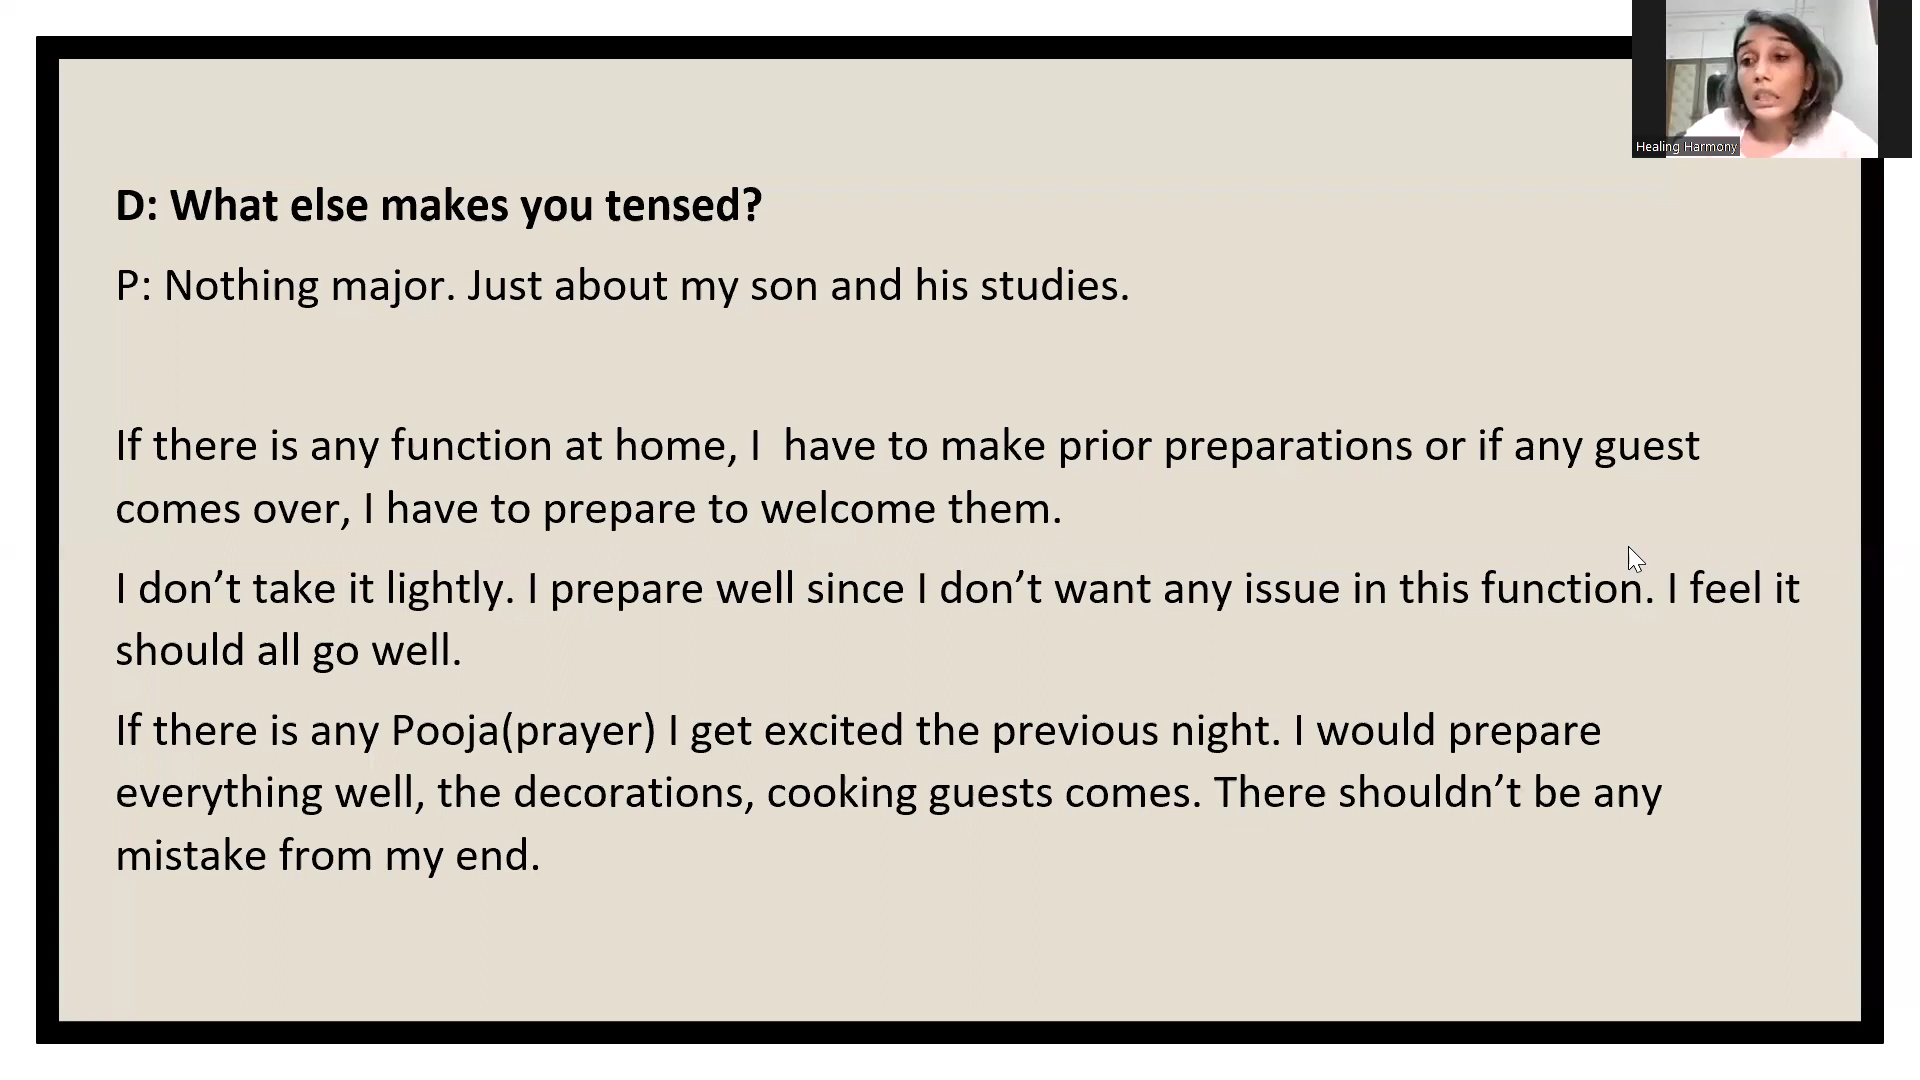 Healing Harmony
D: What else makes you tensed?
P: Nothing major. Just about my son and his studies.
If there is any function at home, I  have to make prior preparations or if any guest
comes over, I have to prepare to welcome them.
I don’t take it lightly. I prepare well since I don’t want any issue in this function. I feel it
should all go well.
If there is any Pooja(prayer) I get excited the previous night. I would prepare
everything well, the decorations, cooking guests comes. There shouldn’t be any
mistake from my end.